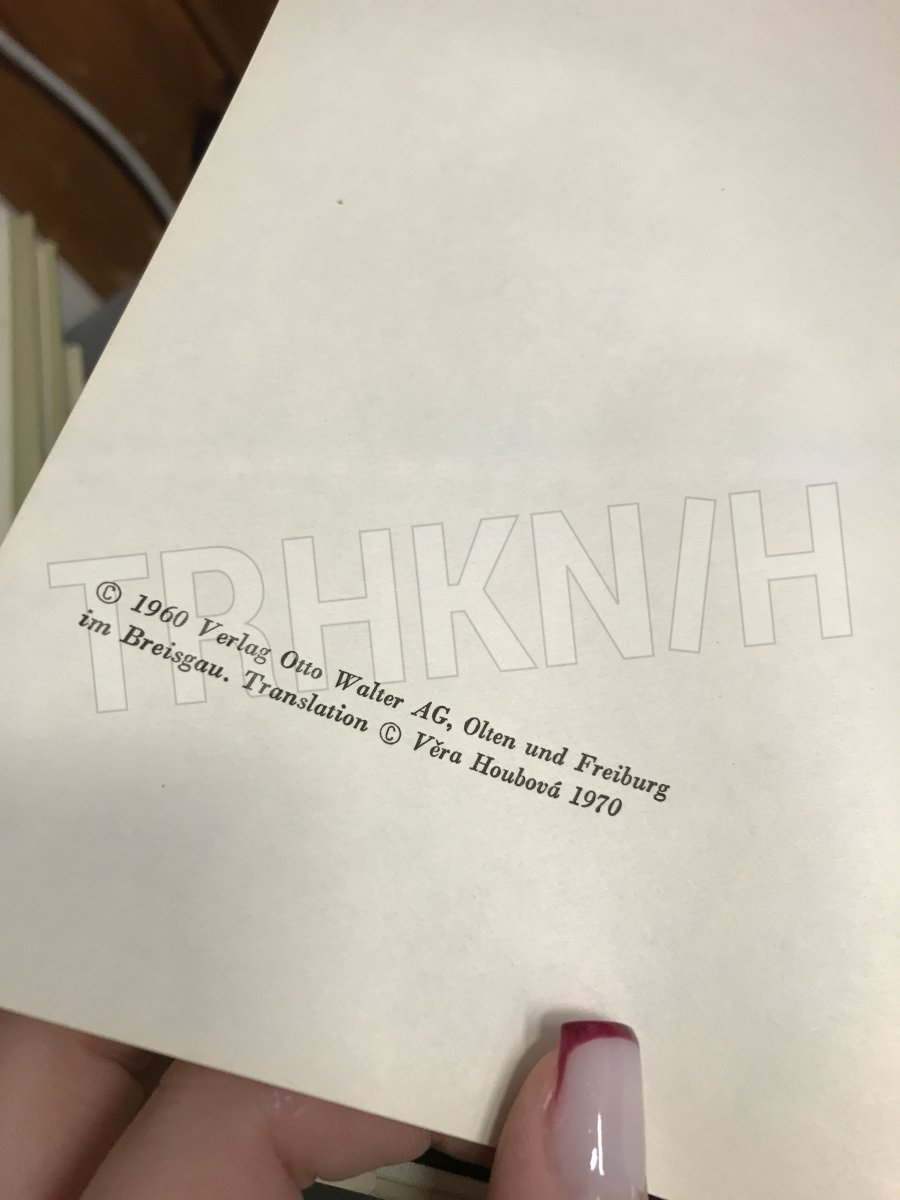 © 1960 Verlag Otto Walter AG, Olten und Freiburg
im Breisgau. Translation © Věra Houbová 1970
TRHKNIH